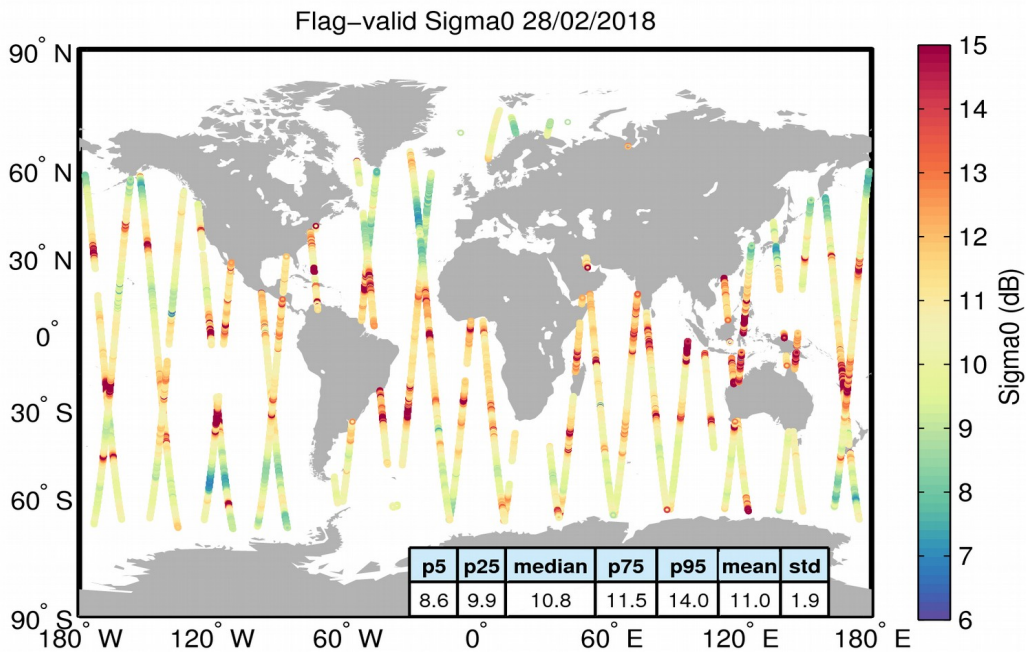 Flag-valid Sigma0 28/02/2018
90° N
60° N
30° N
0°
30° S
60° S
90° S
180° W 120° W 60° W 0° 60° E 120° E 180° E
p5 p25 median p75 p95 mean std
8.6 9.9 10.8 11.5 14.0 11.0 1.9
15
14
13
12
11
10
9
8
7
6
Sigma0 (dB)